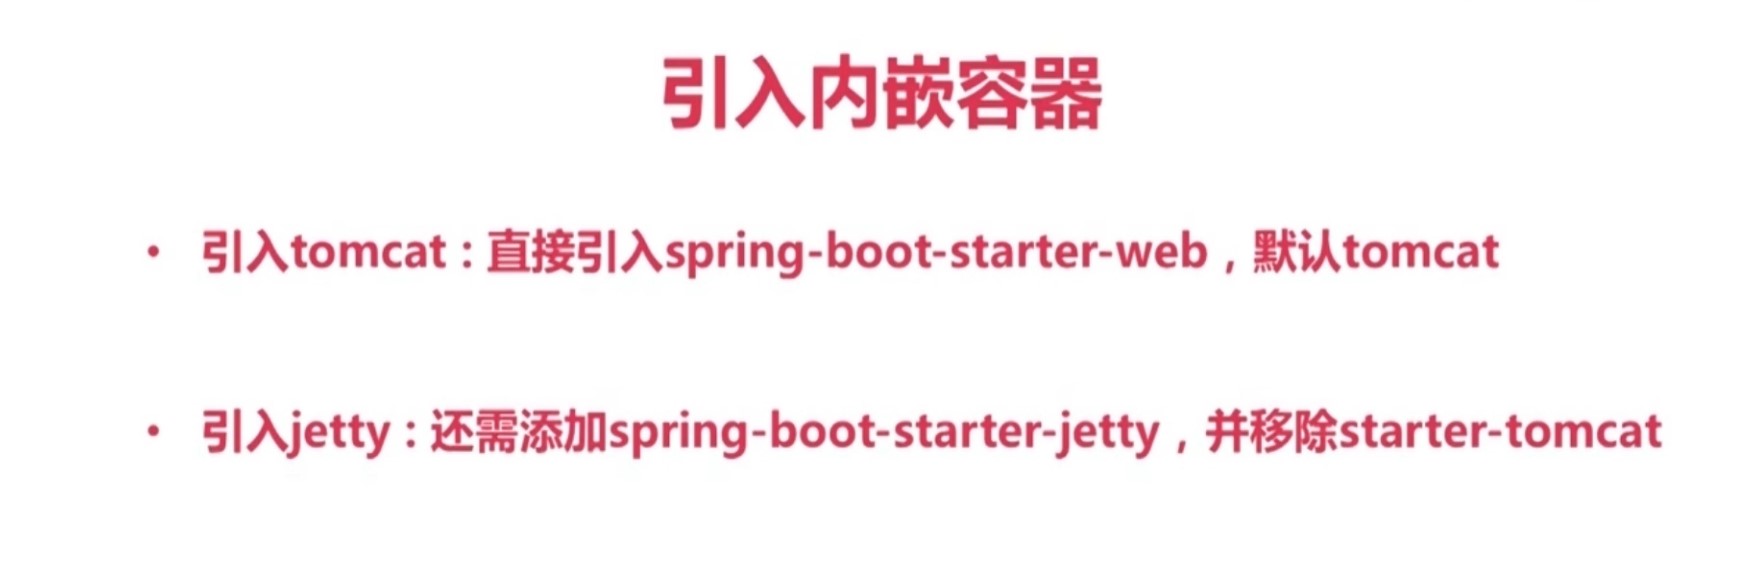 引入内嵌容器
• 引入tomcat：直接引入spring-boot-starter-web，默认tomcat
• 引入jetty：还需添加spring-boot-starter-jetty，并移除starter-tomcat